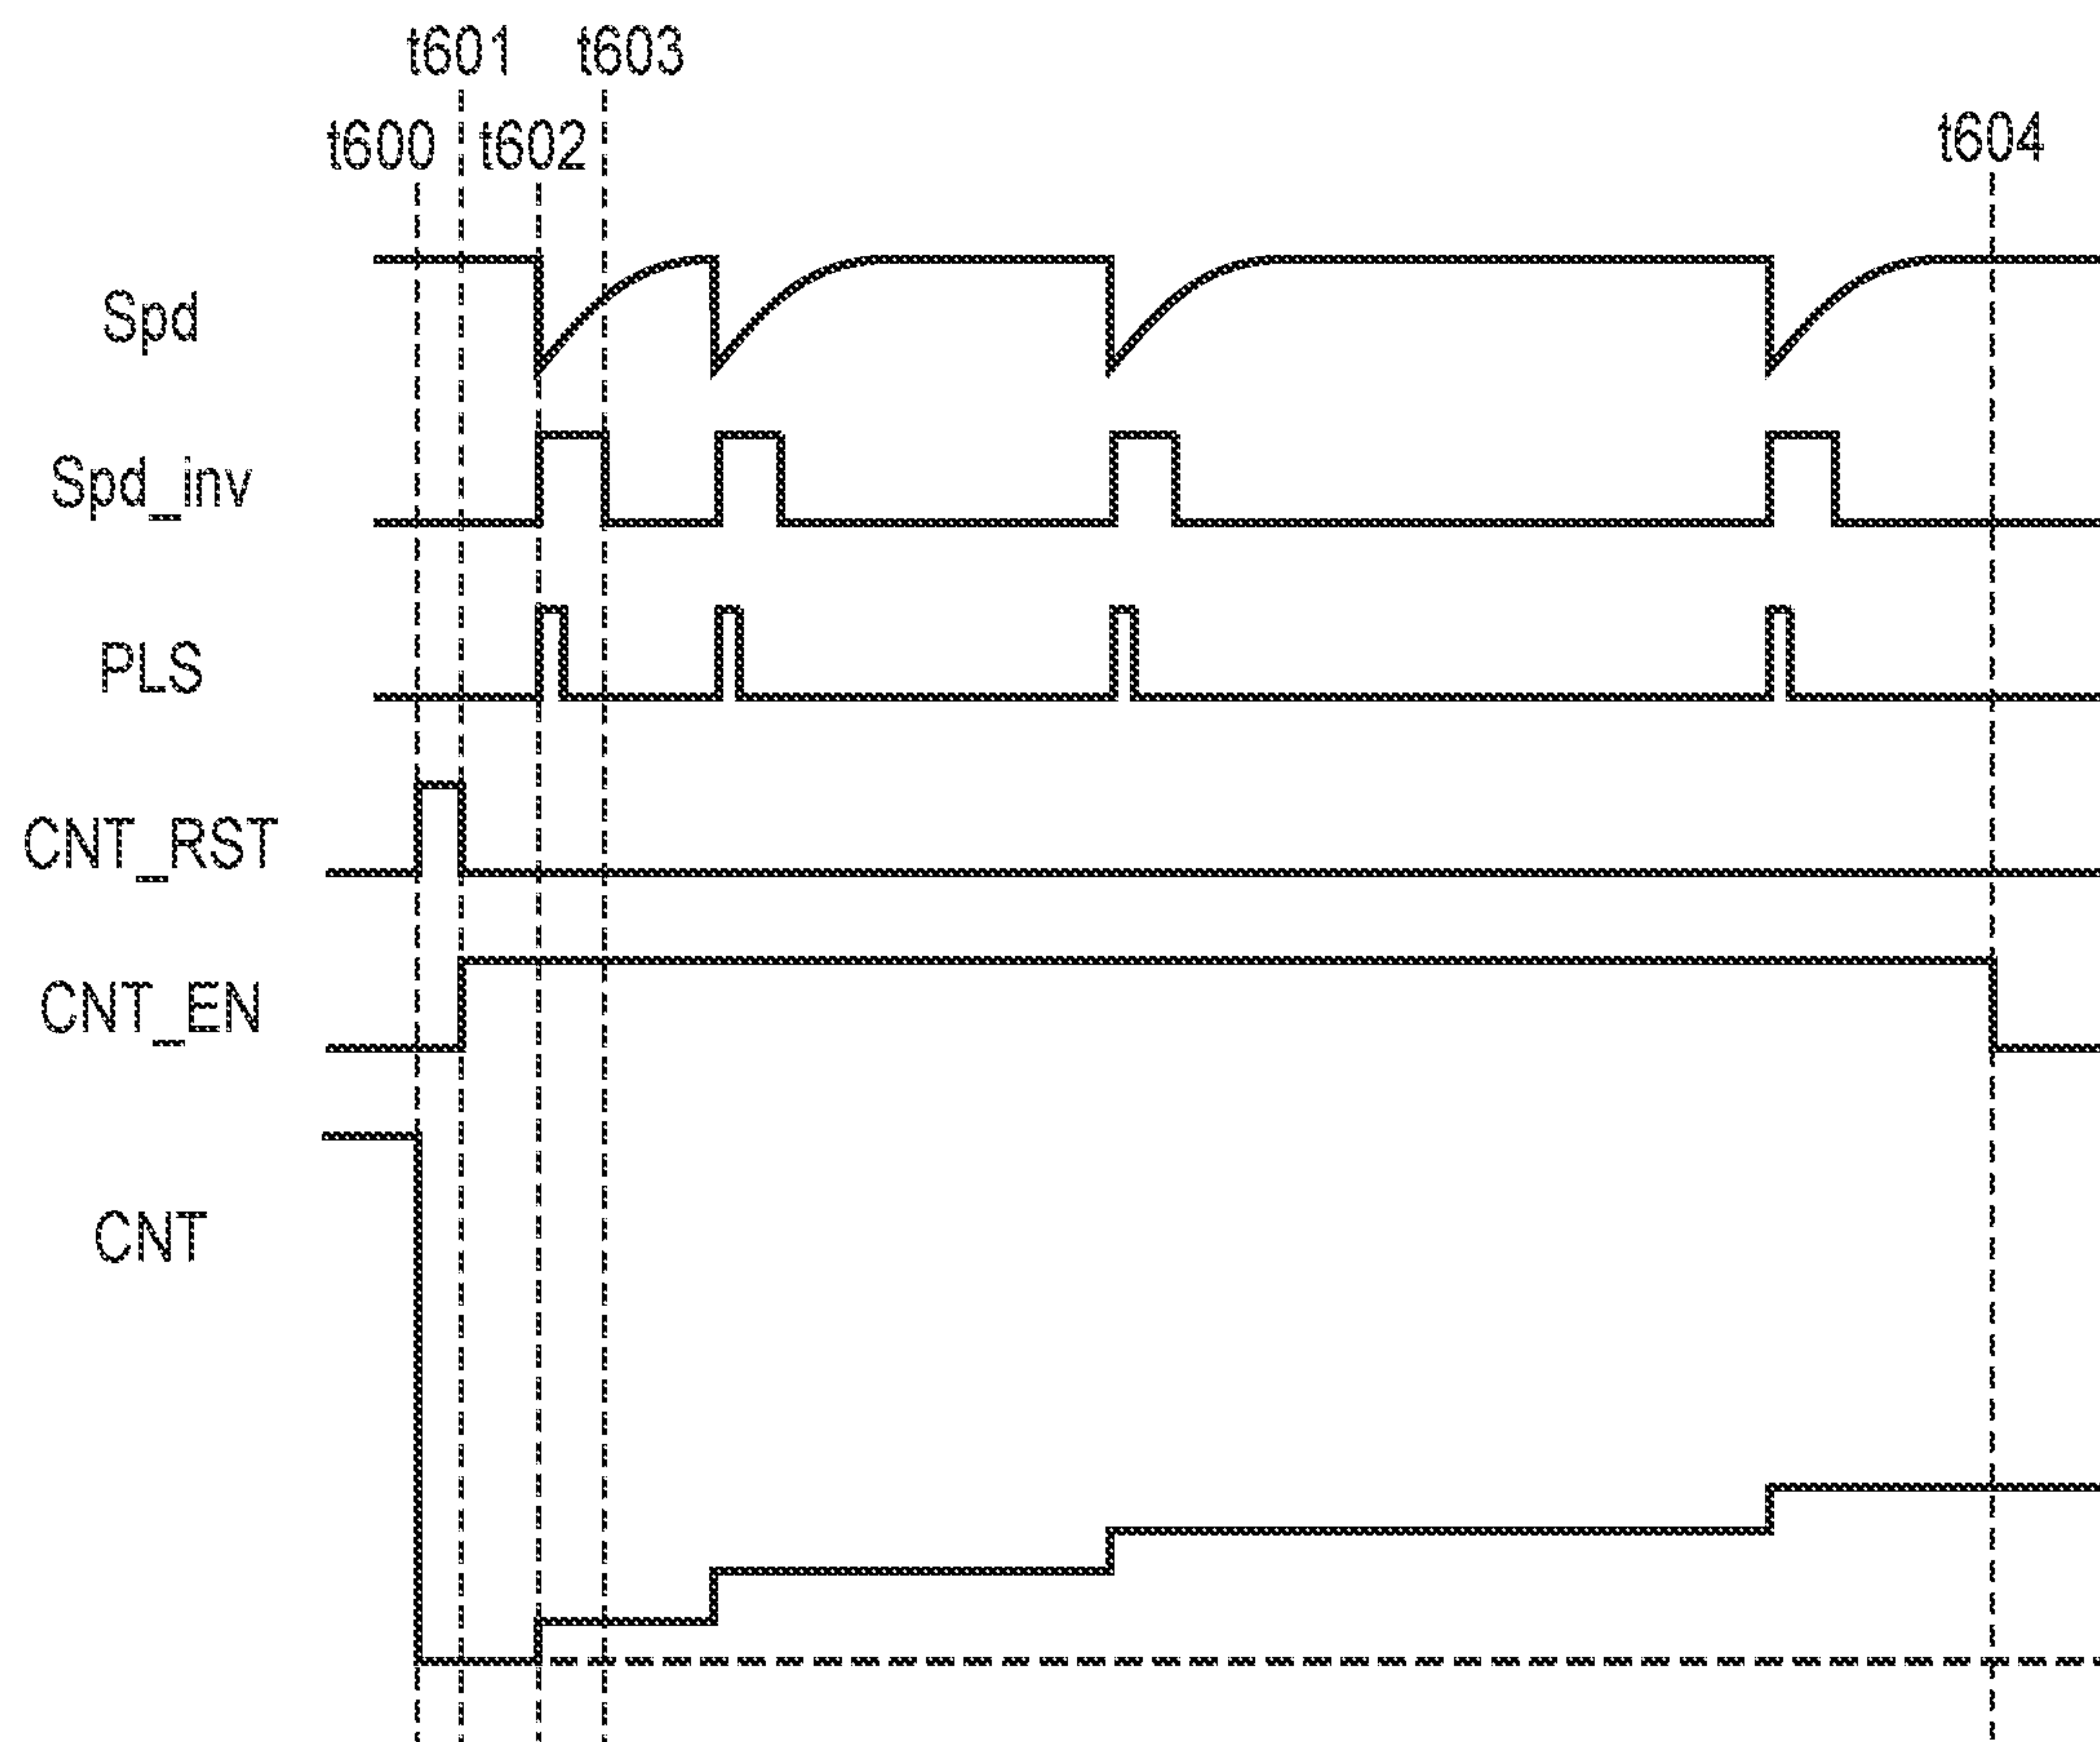 t601 t603
t600 t602 t604
Spd
Spd_inv
PLS
CNT_RST
CNT_EN
CNT